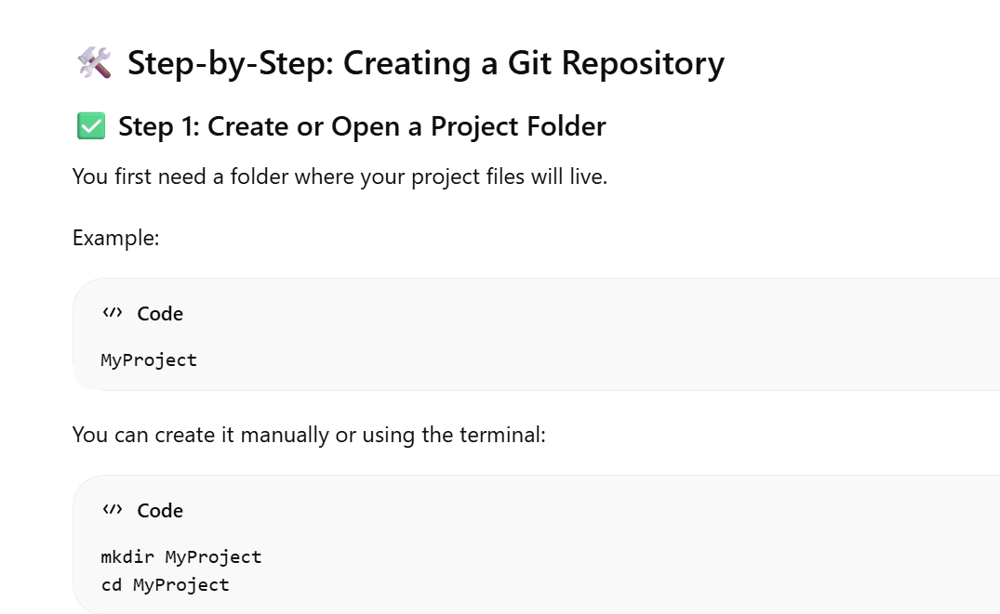 🛠️ Step-by-Step: Creating a Git Repository
✅ Step 1: Create or Open a Project Folder
You first need a folder where your project files will live.
Example:
</> Code
MyProject
You can create it manually or using the terminal:
</> Code
mkdir MyProject
cd MyProject